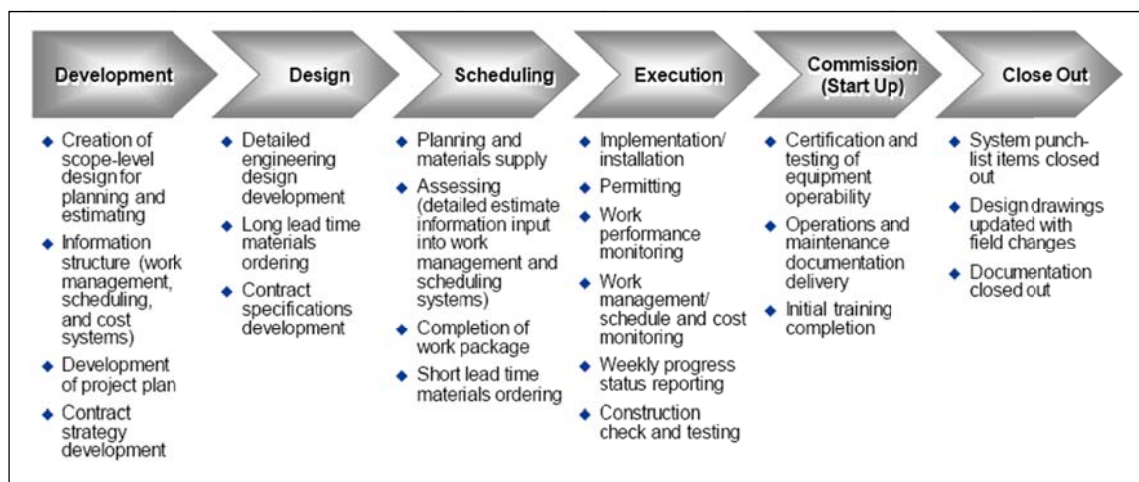 Development
Creation of
scope-level
design for
planning and
estimating
Information
structure (work
management,
scheduling,
and cost
systems)
Development
of project plan
Contract
strategy
development
Design
Detailed
engineering
design
development
Long lead time
materials
ordering
Contract
specifications
development
Scheduling
Planning and
materials supply
Assessing
(detailed estimate
information input
into work
management and
scheduling
systems)
Completion of
work package
Short lead time
materials ordering
Execution
Implementation/
installation
Permitting
Work
performance
monitoring
Work
management/
schedule and cost
monitoring
Weekly progress
status reporting
Construction
check and testing
Commission
(Start Up)
Certification and
testing of
equipment
operability
Operations and
maintenance
documentation
delivery
Initial training
completion
Close Out
System punch-
list items closed
out
Design drawings
updated with
field changes
Documentation
closed out